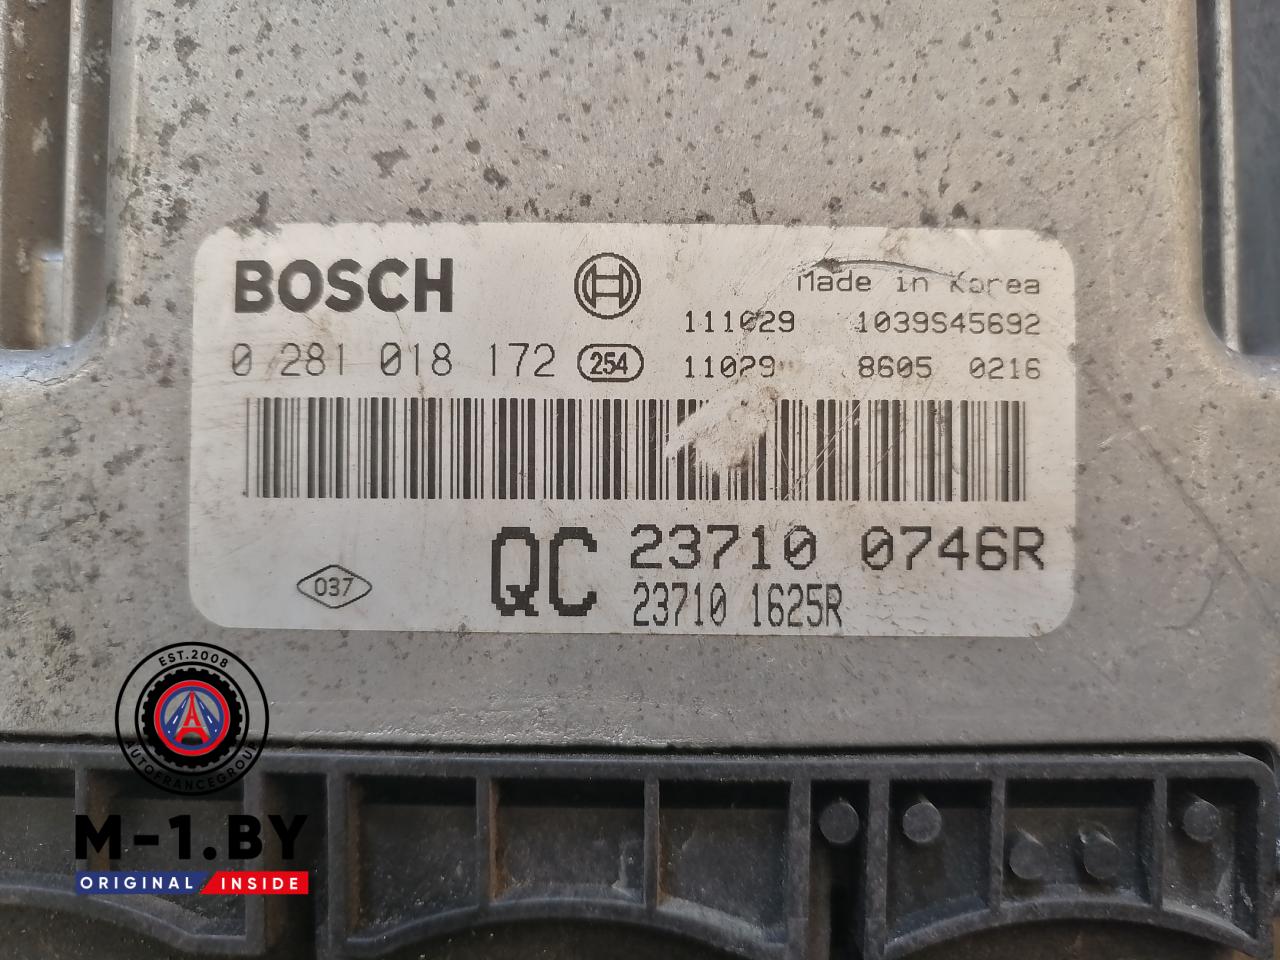 BOSCH
Made in Korea
111029 1039S45692
0 281 018 172 254 11029 8605 0216
QC 23710 0746R
037
23710 1625R
EST.2008
A
AUTOFRANCEGROUP
M-1.BY
ORIGINAL INSIDE